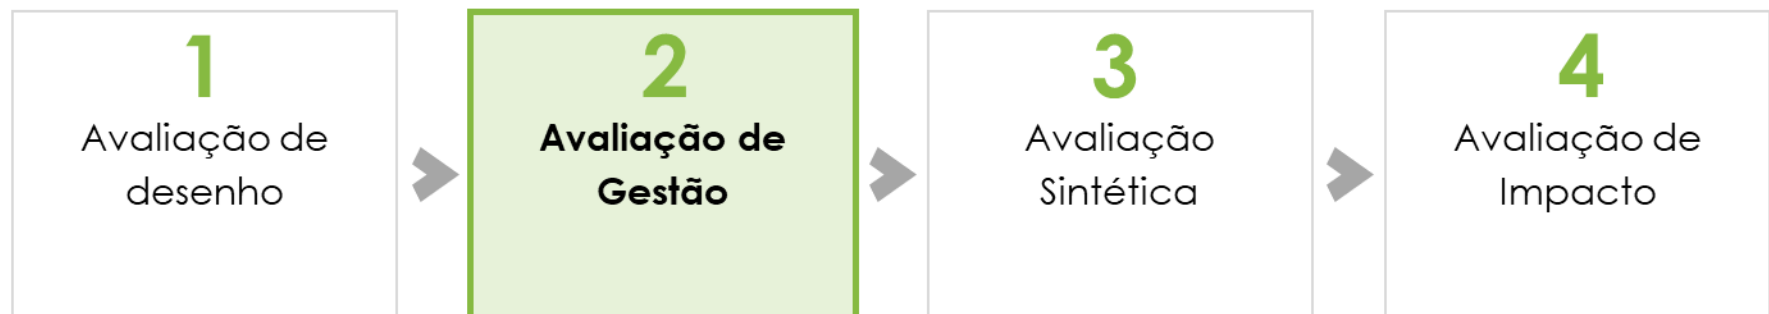 1
Avaliação de
desenho
2
Avaliação de
Gestão
3
Avaliação
Sintética
4
Avaliação de
Impacto